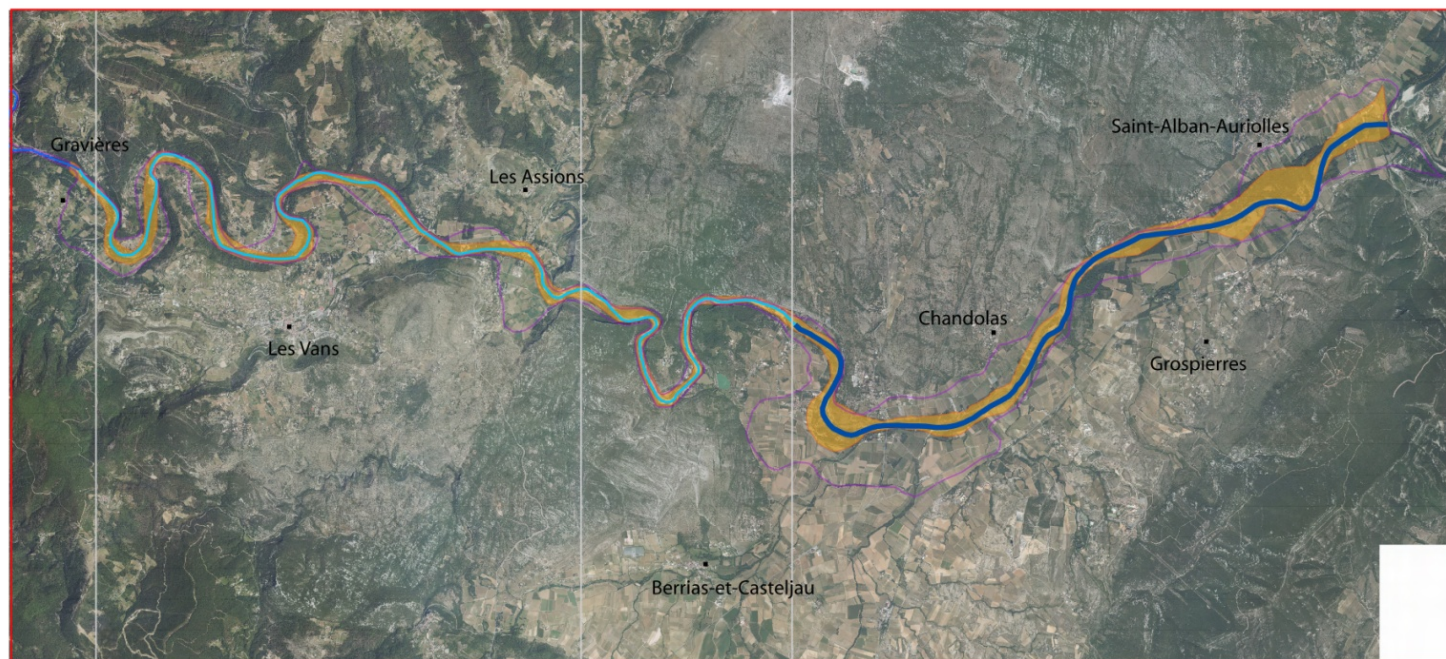 Saint-Alban-Auriolles
Gravières
Les Assions
Chandolas
Les Vans
Grospierres
Berrias-et-Casteljau